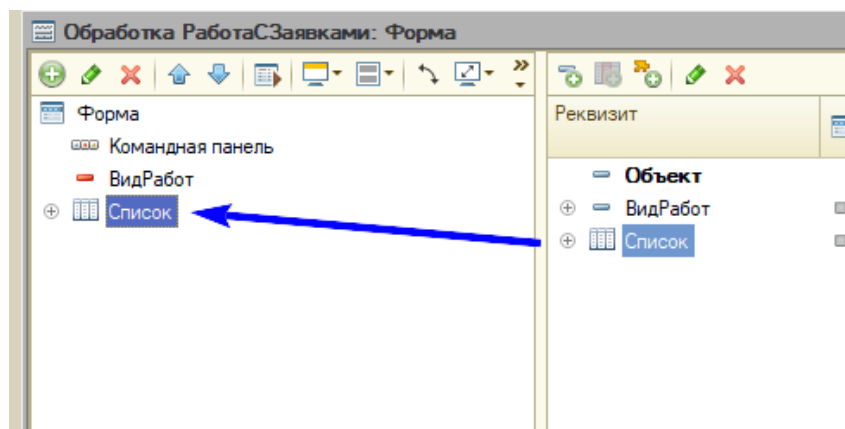 Обработка РаботаСЗаявками: Форма
Форма
Командная панель
ВидРабот
Список
Реквизит
Объект
ВидРабот
Список